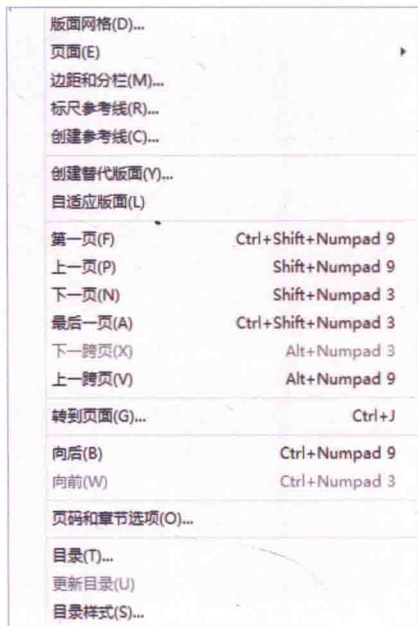 版面网格(D)...
页面(E)
边距和分栏(M)...
标尺参考线(R)...
创建参考线(C)...
创建替代版面(Y)...
自适应版面(L)
第一页(F) Ctrl+Shift+Numpad 9
上一页(P) Shift+Numpad 9
下一页(N) Shift+Numpad 3
最后一页(A) Ctrl+Shift+Numpad 3
下一跨页(X) Alt+Numpad 3
上一跨页(V) Alt+Numpad 9
转到页面(G)... Ctrl+J
向后(B) Ctrl+Numpad 9
向前(W) Ctrl+Numpad 3
页码和章节选项(O)...
目录(T)...
更新目录(U)
目录样式(S)...